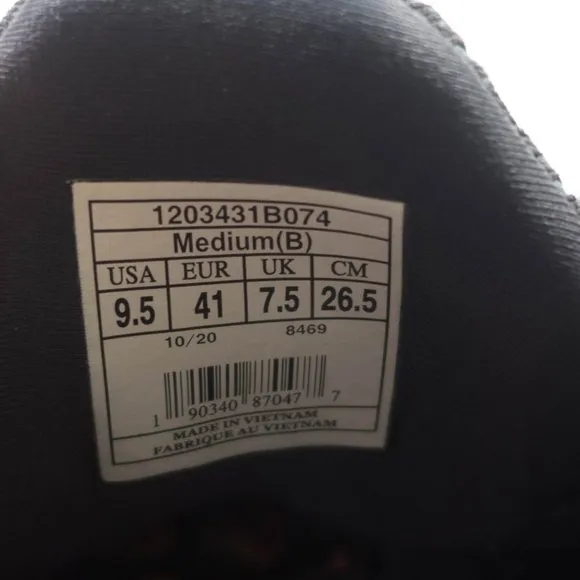 1203431B074
Medium(B)
USA EUR UK CM
9.5 41 7.5 26.5
10/20 8469
1 90340 87047 7
MADE IN VIETNAM
FABRIQUE AU VIETNAM